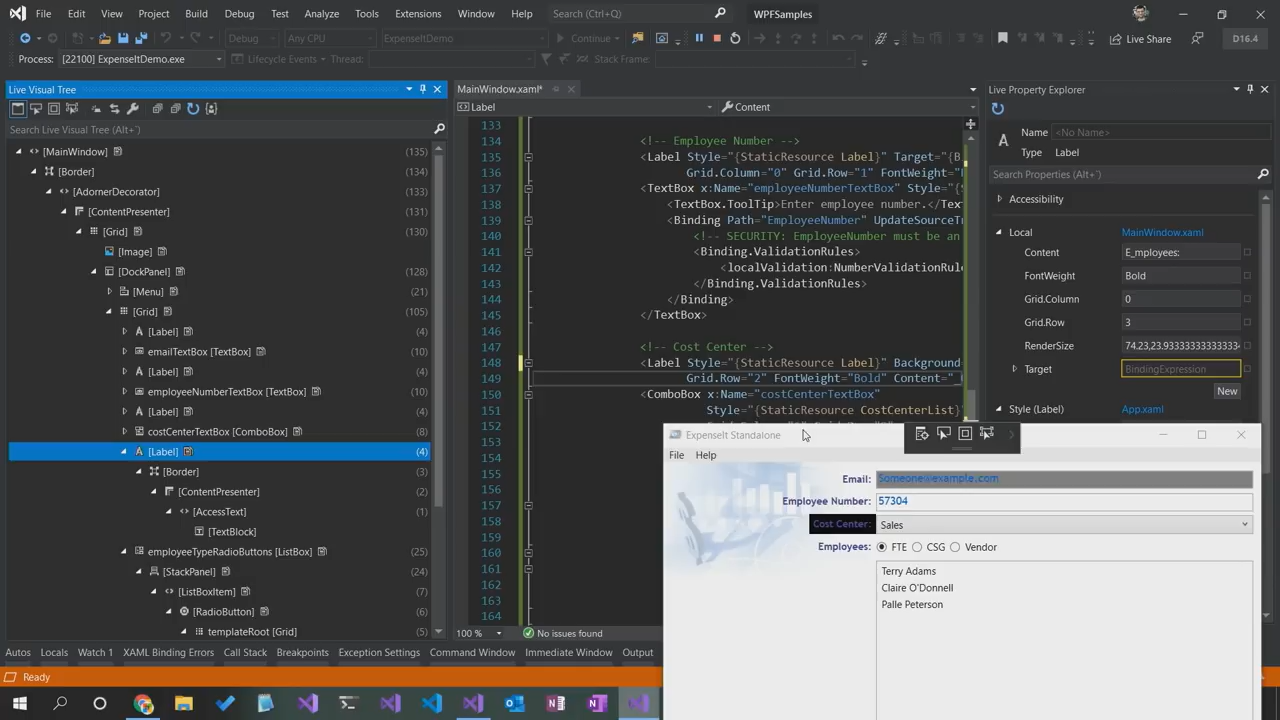 File Edit View Project Build Debug Test Analyze Tools Extensions Window Help Search (Ctrl+Q) WPFSamples
Debug Any CPU ExpenseItDemo Continue Live Share D16.4
Process: [22100] ExpenseItDemo.exe Lifecycle Events Thread: Stack Frame:
Live Visual Tree
Search Live Visual Tree (Alt+`)
[MainWindow] (135)
[Border] (134)
[AdornerDecorator] (133)
[ContentPresenter] (131)
[Grid] (130)
[Image]
[DockPanel] (128)
[Menu] (21)
[Grid] (105)
[Label] (4)
emailTextBox [TextBox] (10)
[Label] (4)
employeeNumberTextBox [TextBox] (10)
[Label] (4)
costCenterTextBox [ComboBox] (8)
[Label] (4)
[Border] (3)
[ContentPresenter] (2)
[AccessText] (1)
[TextBlock]
employeeTypeRadioButtons [ListBox] (25)
[StackPanel] (24)
[ListBoxItem] (7)
[RadioButton] (6)
templateRoot [Grid] (5)
MainWindow.xaml*
Label Content
133
134 <!-- Employee Number -->
135 <Label Style="{StaticResource Label}" Target="{B
136 Grid.Column="0" Grid.Row="1" FontWeight="
137 <TextBox x:Name="employeeNumberTextBox" Style="{
138 <TextBox.ToolTip>Enter employee number.</Text
139 <Binding Path="EmployeeNumber" UpdateSourceTr
140 <!-- SECURITY: EmployeeNumber must be an
141 <Binding.ValidationRules>
142 <localValidation:NumberValidationRule
143 </Binding.ValidationRules>
144 </Binding>
145 </TextBox>
146
147 <!-- Cost Center -->
148 <Label Style="{StaticResource Label}" Background=
149 Grid.Row="2" FontWeight="Bold" Content="_
150 <ComboBox x:Name="costCenterTextBox"
151 Style="{StaticResource CostCenterList}"
152
153
154
155
156
157
158
159
160
161
162
163
164
100 % No issues found
Live Property Explorer
Name <No Name>
Type Label
Search Properties (Alt+`)
Accessibility
Local MainWindow.xaml
Content E_mployees:
FontWeight Bold
Grid.Column 0
Grid.Row 3
RenderSize 74.23,23.9333333333333
Target BindingExpression
New
Style (Label) App.xaml
ExpenseIt Standalone
File Help
Email: Someone@example.com
Employee Number: 57304
Cost Center: Sales
Employees: FTE CSG Vendor
Terry Adams
Claire O'Donnell
Palle Peterson
Autos Locals Watch 1 XAML Binding Errors Call Stack Breakpoints Exception Settings Command Window Immediate Window Output
Ready